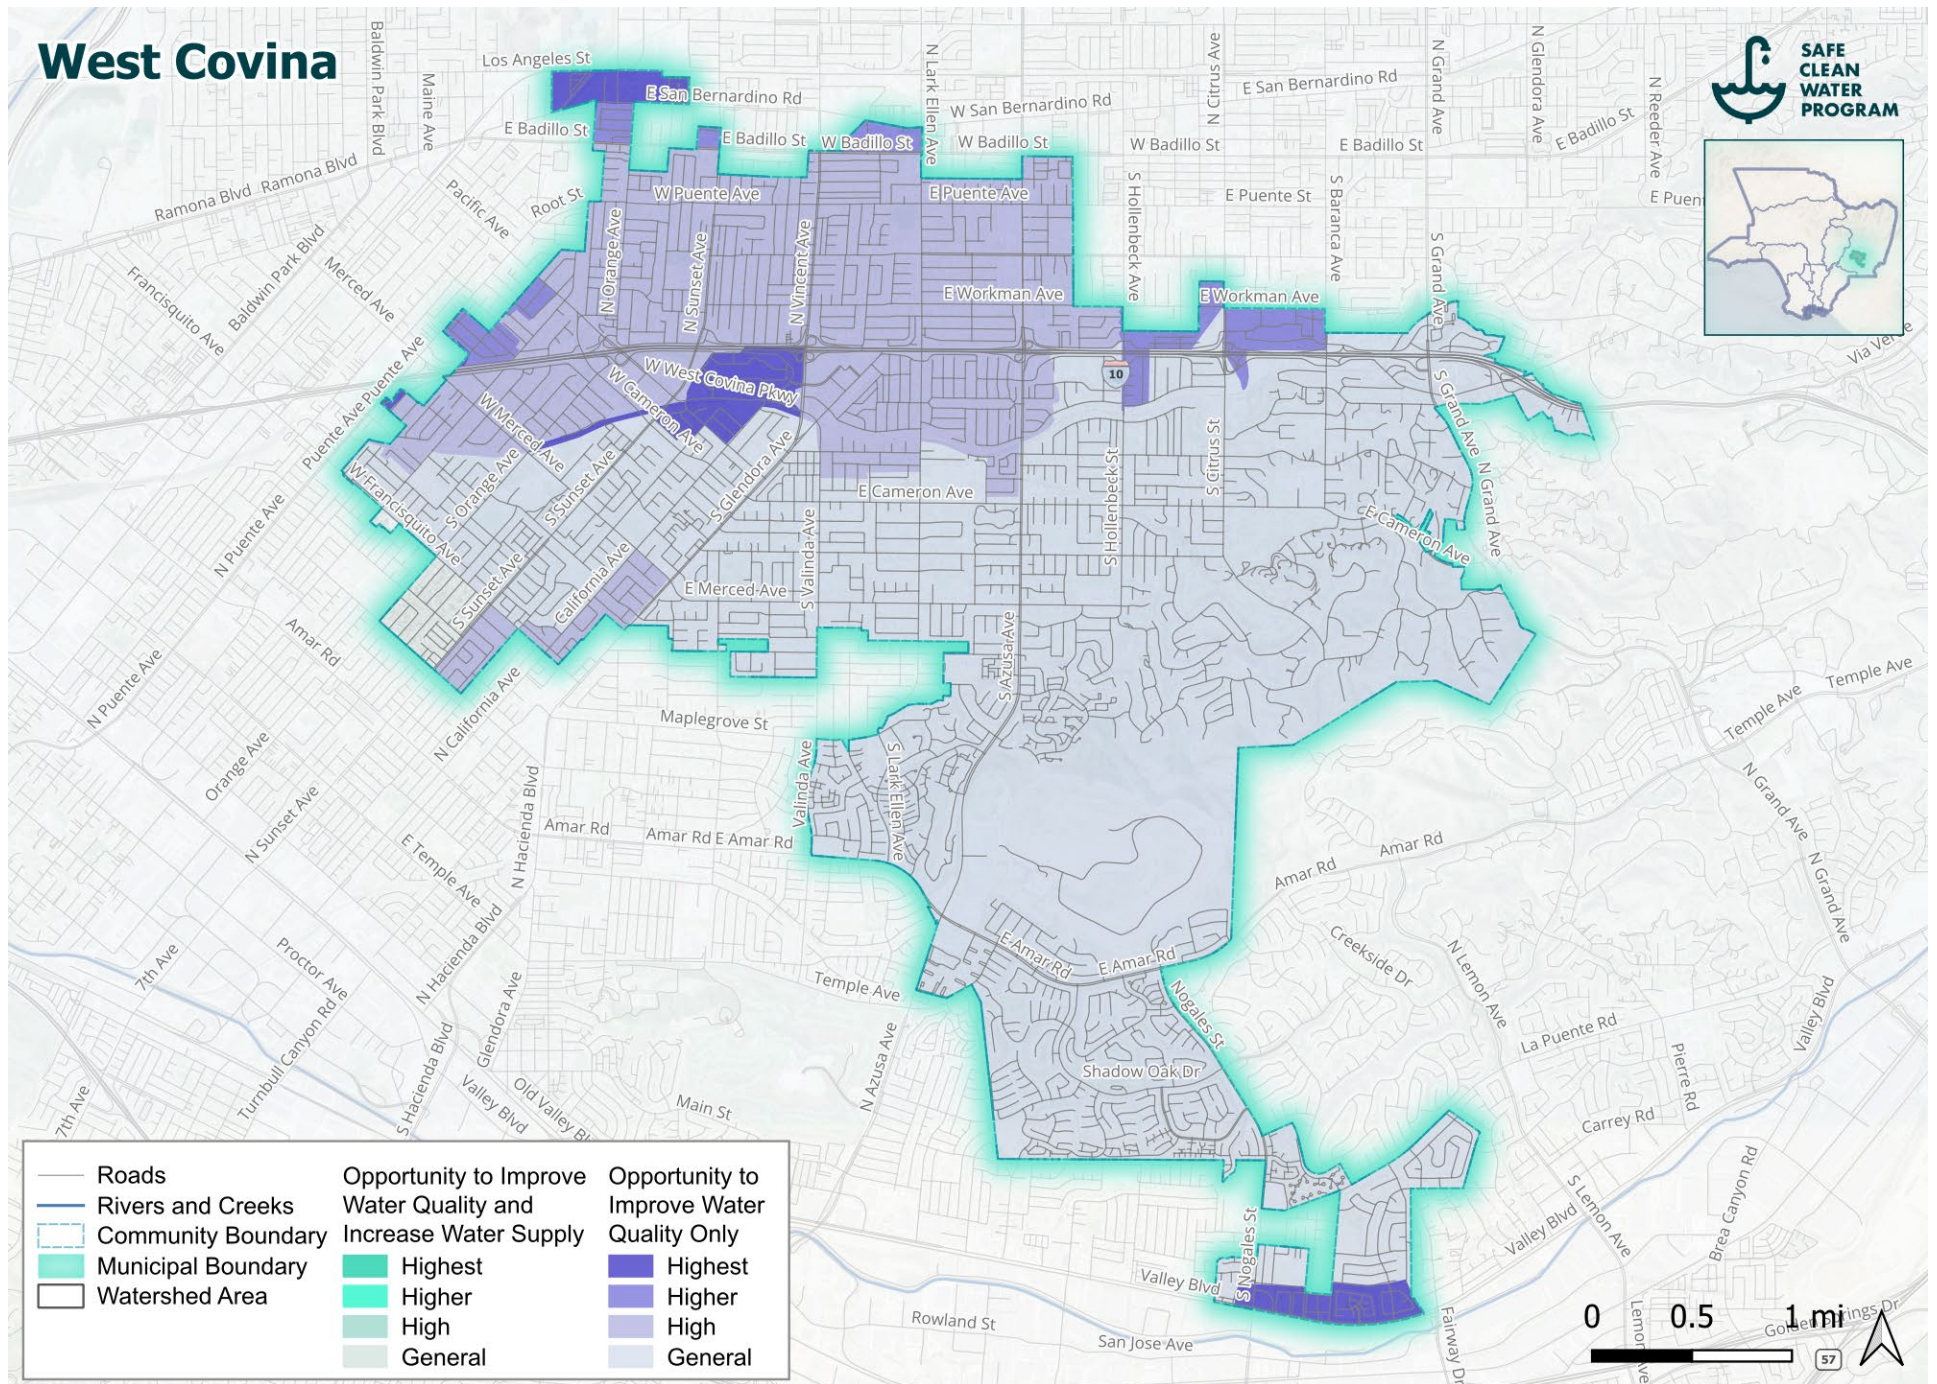 West Covina
SAFE
CLEAN
WATER
PROGRAM
Los Angeles St
Baldwin Park Blvd
Maine Ave
N Lark Ellen Ave
N Citrus Ave
E San Bernardino Rd
N Grand Ave
N Glendora Ave
N Reeder Ave
E San Bernardino Rd
W San Bernardino Rd
E Badillo St
E Badillo St
W Badillo St
W Badillo St
W Badillo St
E Badillo St
E Badillo St
Ramona Blvd
Ramona Blvd
Pacific Ave
Root St
W Puente Ave
E Puente Ave
S Hollenbeck Ave
E Puente St
S Baranca Ave
E Puen
Francisquito Ave
Baldwin Park Blvd
Merced Ave
N Orange Ave
N Sunset Ave
N Vincent Ave
E Workman Ave
E Workman Ave
S Grand Ave
Via Verde
Puente Ave
Puente Ave
W West Covina Pkwy
W Cameron Ave
W Merced Ave
10
S Grand Ave
N Grand Ave
N Grand Ave
W Francisquito Ave
S Orange Ave
S Sunset Ave
S Glendora Ave
E Cameron Ave
S Hollenbeck St
S Citrus St
E Cameron Ave
N Puente Ave
S Sunset Ave
California Ave
E Merced Ave
S Valinda Ave
Amar Rd
N Puente Ave
N California Ave
Maplegrove St
S Azusa Ave
Temple Ave
Temple Ave
Orange Ave
N Sunset Ave
N Hacienda Blvd
Valinda Ave
S Lark Ellen Ave
Amar Rd
Amar Rd
E Amar Rd
E Temple Ave
Amar Rd
Amar Rd
N Grand Ave
N Grand Ave
7th Ave
Proctor Ave
N Hacienda Blvd
Temple Ave
E Amar Rd
E Amar Rd
Nogales St
Creekside Dr
N Lemon Ave
La Puente Rd
Valley Blvd
Turnbull Canyon Rd
Glendora Ave
N Azusa Ave
Shadow Oak Dr
Pierre Rd
Carrey Rd
7th Ave
S Hacienda Blvd
Valley Blvd
Old Valley Bl
Main St
S Lemon Ave
Valley Blvd
Brea Canyon Rd
Valley Blvd
S Nogales St
Rowland St
San Jose Ave
Fairway Dr
Lemon Ave
Golden Springs Dr
57
Roads
Rivers and Creeks
Community Boundary
Municipal Boundary
Watershed Area
Opportunity to Improve
Water Quality and
Increase Water Supply
Highest
Higher
High
General
Opportunity to
Improve Water
Quality Only
Highest
Higher
High
General
0 0.5 1 mi